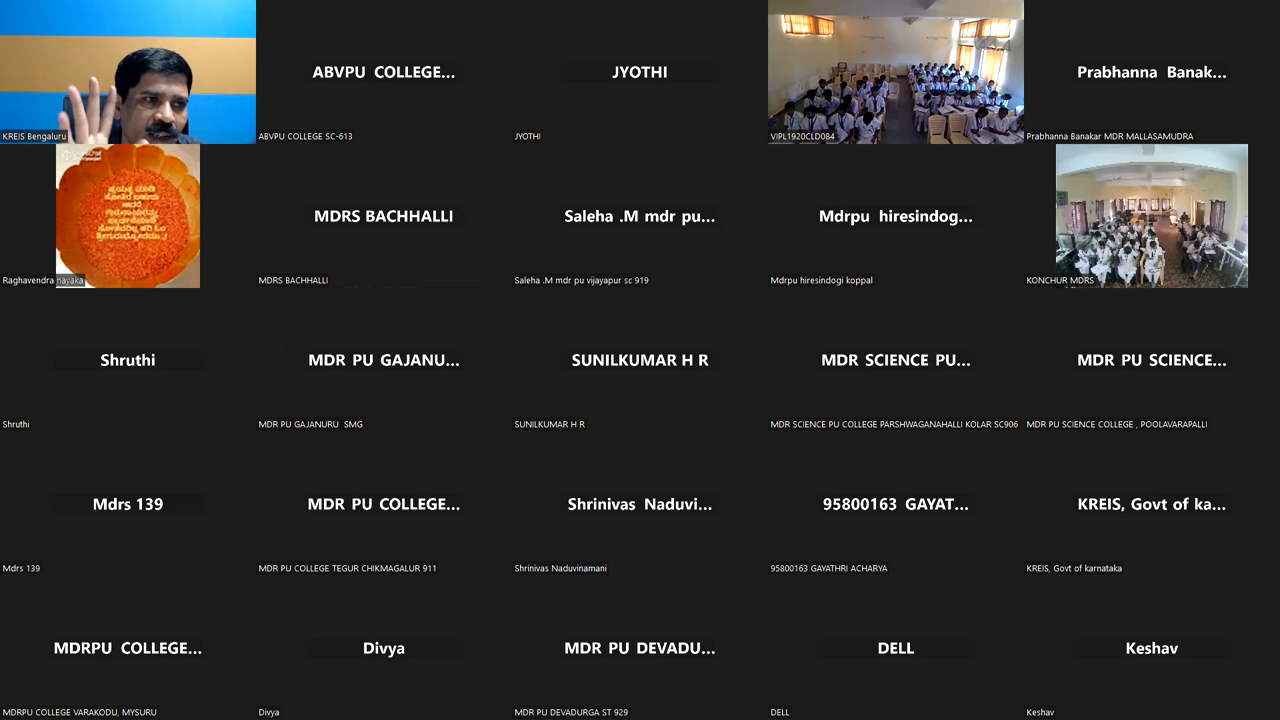 ABVPU COLLEGE...
JYOTHI
Prabhanna Banak...
KREIS Bengaluru
ABVPU COLLEGE SC-613
JYOTHI
VIPL1920CLD084
Prabhanna Banakar MDR MALLASAMUDRA
MDRS BACHHALLI
Saleha .M mdr pu...
Mdrpu hiresindog...
Raghavendra nayaka
MDRS BACHHALLI
Saleha .M mdr pu vijayapur sc 919
Mdrpu hiresindogi koppal
KONCHUR MDRS
Shruthi
MDR PU GAJANU...
SUNILKUMAR H R
MDR SCIENCE PU...
MDR PU SCIENCE...
Shruthi
MDR PU GAJANURU SMG
SUNILKUMAR H R
MDR SCIENCE PU COLLEGE PARSHWAGANAHALLI KOLAR SC906
MDR PU SCIENCE COLLEGE , POOLAVARAPALLI
Mdrs 139
MDR PU COLLEGE...
Shrinivas Naduvi...
95800163 GAYAT...
KREIS, Govt of ka...
Mdrs 139
MDR PU COLLEGE TEGUR CHIKMAGALUR 911
Shrinivas Naduvinamani
95800163 GAYATHRI ACHARYA
KREIS, Govt of karnataka
MDRPU COLLEGE...
Divya
MDR PU DEVADU...
DELL
Keshav
MDRPU COLLEGE VARAKODU, MYSURU
Divya
MDR PU DEVADURGA ST 929
DELL
Keshav